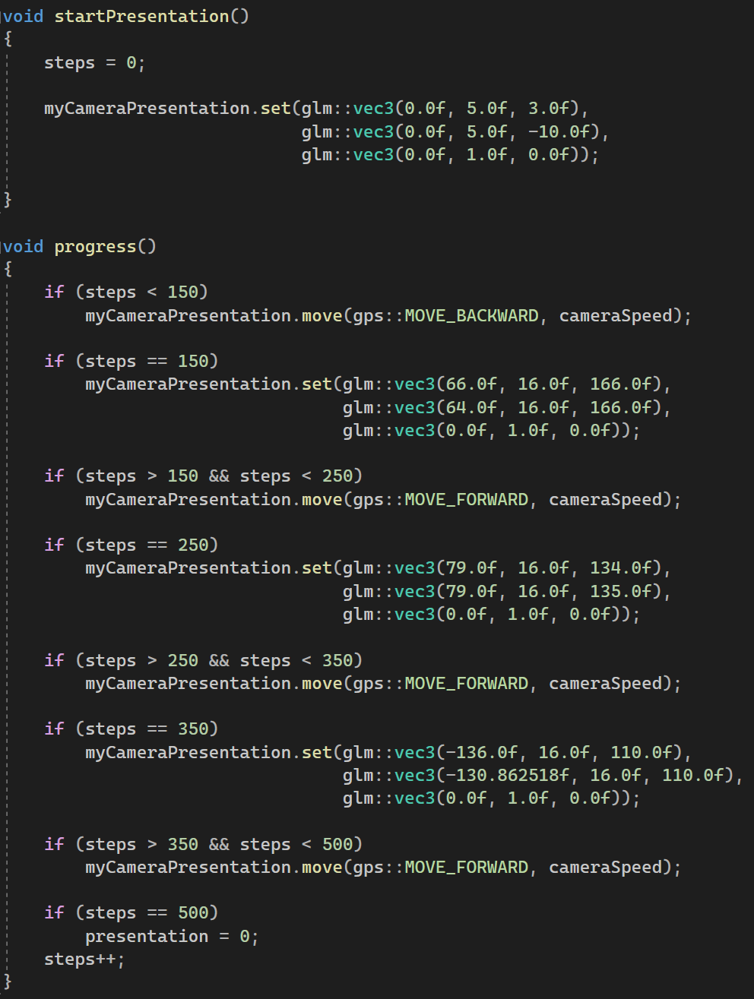 void startPresentation()
{
    steps = 0;

    myCameraPresentation.set(glm::vec3(0.0f, 5.0f, 3.0f),
                             glm::vec3(0.0f, 5.0f, -10.0f),
                             glm::vec3(0.0f, 1.0f, 0.0f));

}

void progress()
{
    if (steps < 150)
        myCameraPresentation.move(gps::MOVE_BACKWARD, cameraSpeed);

    if (steps == 150)
        myCameraPresentation.set(glm::vec3(66.0f, 16.0f, 166.0f),
                                 glm::vec3(64.0f, 16.0f, 166.0f),
                                 glm::vec3(0.0f, 1.0f, 0.0f));

    if (steps > 150 && steps < 250)
        myCameraPresentation.move(gps::MOVE_FORWARD, cameraSpeed);

    if (steps == 250)
        myCameraPresentation.set(glm::vec3(79.0f, 16.0f, 134.0f),
                                 glm::vec3(79.0f, 16.0f, 135.0f),
                                 glm::vec3(0.0f, 1.0f, 0.0f));

    if (steps > 250 && steps < 350)
        myCameraPresentation.move(gps::MOVE_FORWARD, cameraSpeed);

    if (steps == 350)
        myCameraPresentation.set(glm::vec3(-136.0f, 16.0f, 110.0f),
                                 glm::vec3(-130.862518f, 16.0f, 110.0f),
                                 glm::vec3(0.0f, 1.0f, 0.0f));

    if (steps > 350 && steps < 500)
        myCameraPresentation.move(gps::MOVE_FORWARD, cameraSpeed);

    if (steps == 500)
        presentation = 0;
    steps++;
}